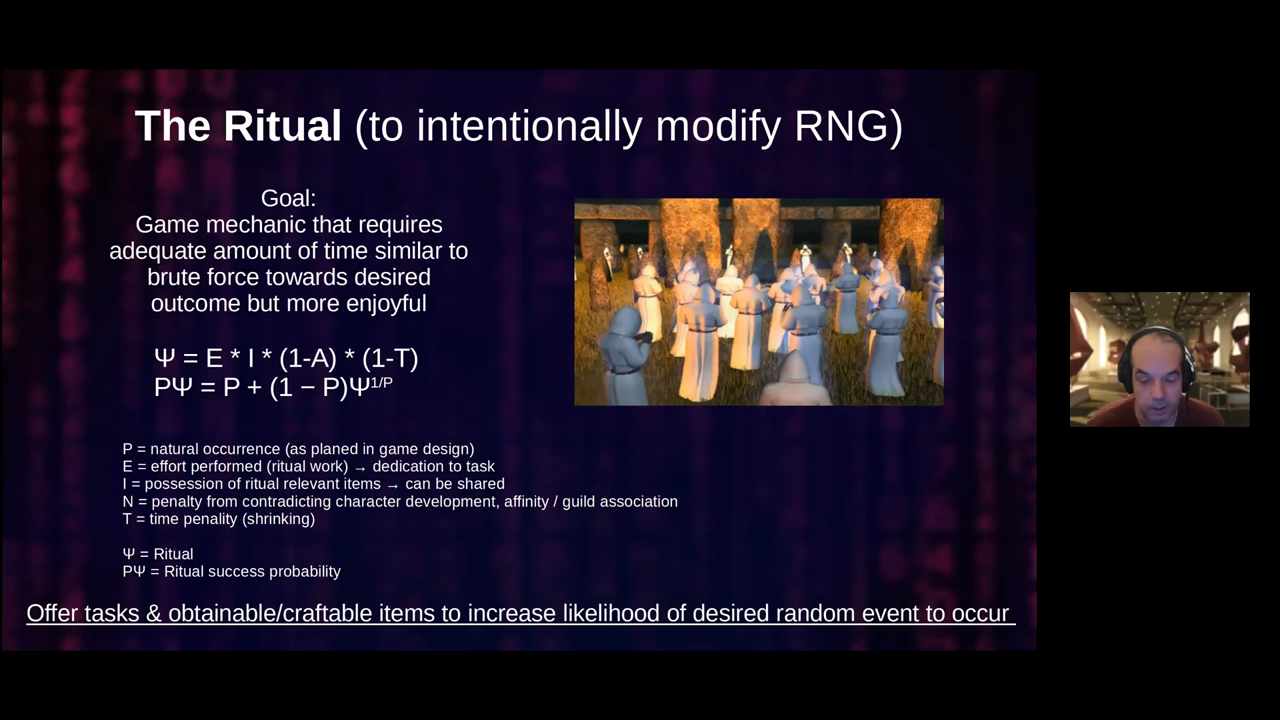 The Ritual (to intentionally modify RNG)
Goal:
Game mechanic that requires
adequate amount of time similar to
brute force towards desired
outcome but more enjoyful
Ψ = E * I * (1-A) * (1-T)
PΨ = P + (1 − P)Ψ¹/ᴾ
P = natural occurrence (as planed in game design)
E = effort performed (ritual work) → dedication to task
I = possession of ritual relevant items → can be shared
N = penalty from contradicting character development, affinity / guild association
T = time penality (shrinking)
Ψ = Ritual
PΨ = Ritual success probability
Offer tasks & obtainable/craftable items to increase likelihood of desired random event to occur